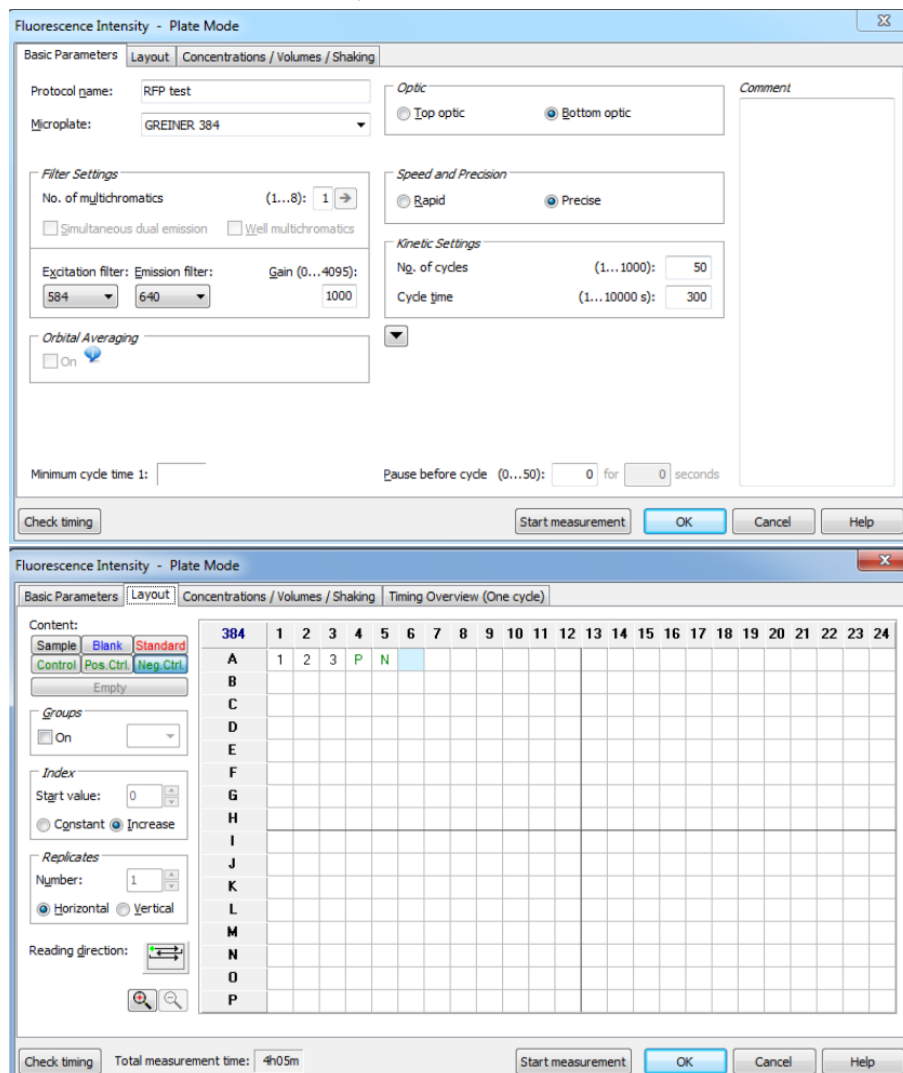 Fluorescence Intensity - Plate Mode
Basic Parameters Layout Concentrations / Volumes / Shaking
Protocol name: RFP test
Microplate: GREINER 384
Optic
Top optic Bottom optic
Comment
Filter Settings
No. of multichromatics (1...8): 1
Simultaneous dual emission Well multichromatics
Excitation filter: Emission filter: Gain (0...4095):
584 640 1000
Speed and Precision
Rapid Precise
Kinetic Settings
No. of cycles (1...1000): 50
Cycle time (1...10000 s): 300
Orbital Averaging
On
Minimum cycle time 1:
Pause before cycle (0...50): 0 for 0 seconds
Check timing Start measurement OK Cancel Help
Fluorescence Intensity - Plate Mode
Basic Parameters Layout Concentrations / Volumes / Shaking Timing Overview (One cycle)
Content:
Sample Blank Standard
Control Pos.Ctrl. Neg.Ctrl.
Empty
Groups
On
Index
Start value: 0
Constant Increase
Replicates
Number: 1
Horizontal Vertical
Reading direction:
384 1 2 3 4 5 6 7 8 9 10 11 12 13 14 15 16 17 18 19 20 21 22 23 24
A 1 2 3 P N
B
C
D
E
F
G
H
I
J
K
L
M
N
O
P
Check timing Total measurement time: 4h05m Start measurement OK Cancel Help